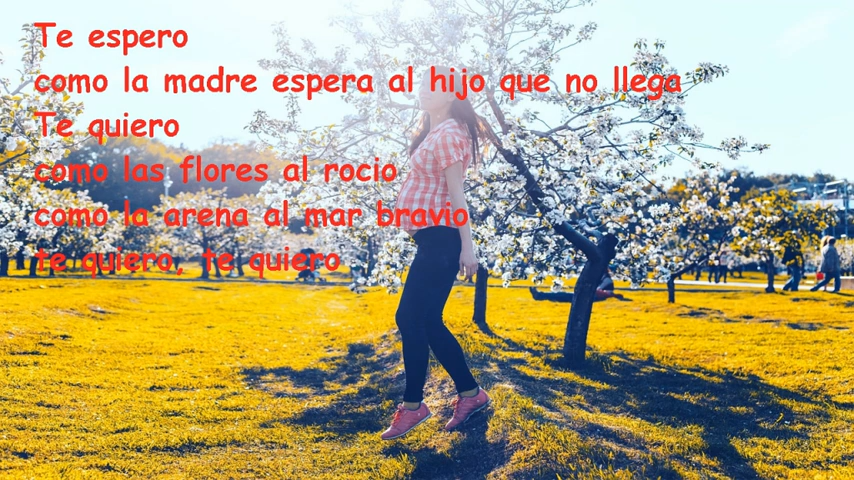 Te espero
como la madre espera al hijo que no llega
Te quiero
como las flores al rocio
como la arena al mar bravio
te quiero, te quiero